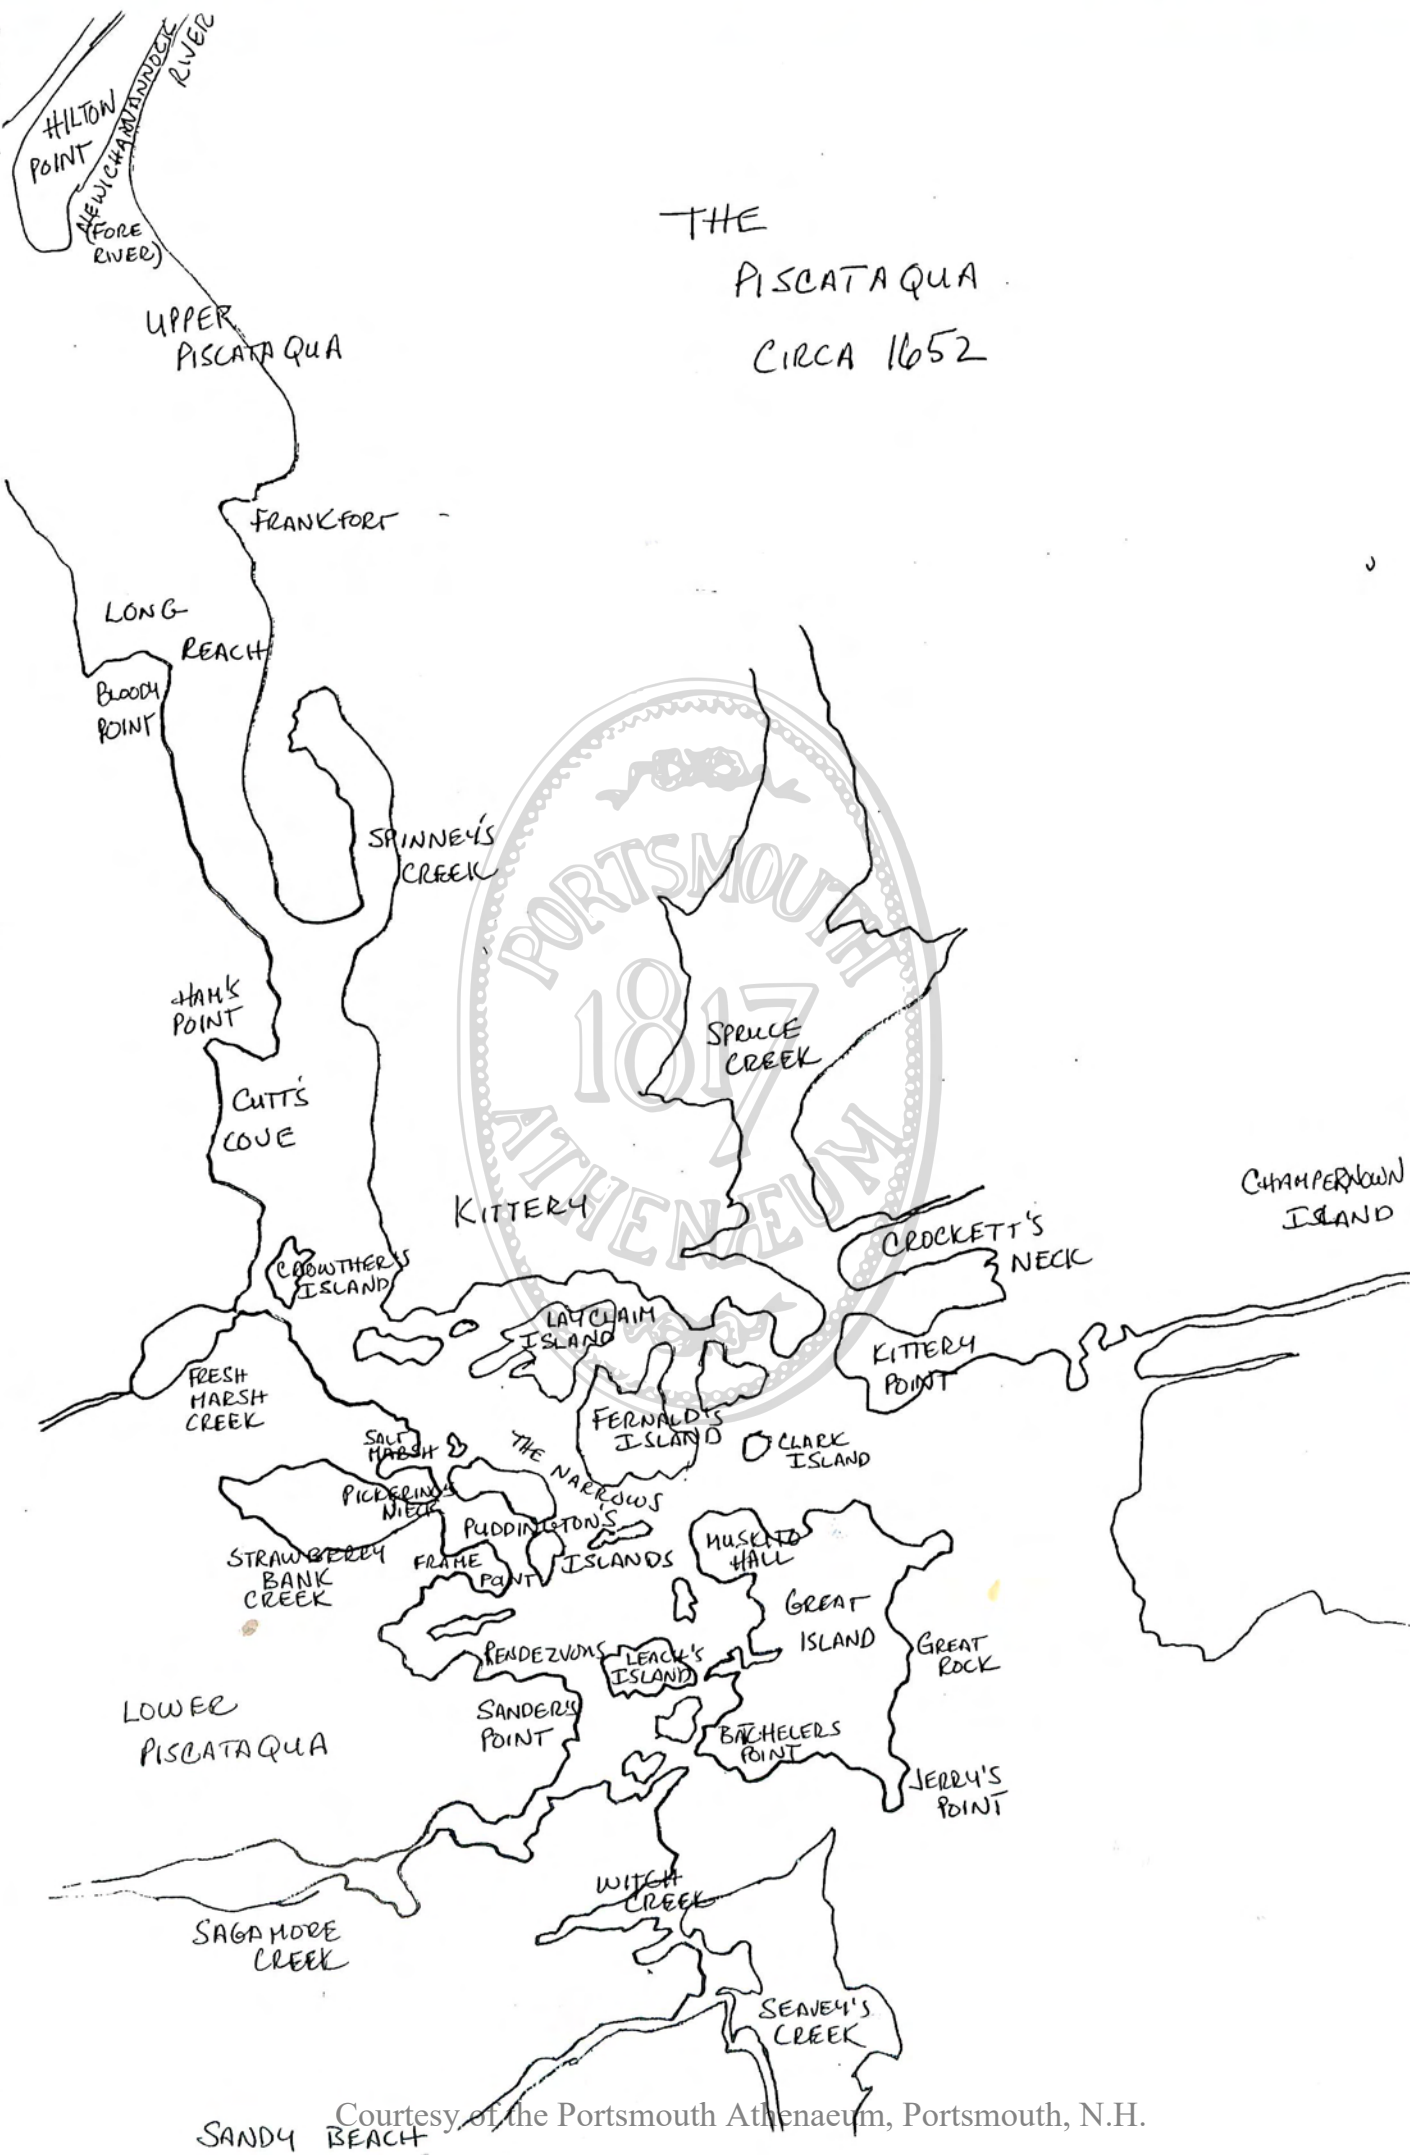 THE
PISCATAQUA
CIRCA 1652
HILTON
POINT
NEWICHANNANNOCK
RIVER
(FORE
RIVER)
UPPER
PISCATAQUA
FRANKFORT
LONG
REACH
BLOODY
POINT
SPINNEY'S
CREEK
HAM'S
POINT
CUTT'S
COVE
SPRUCE
CREEK
KITTERY
CHAMPERNOWN
ISLAND
CROCKETT'S
NECK
CROWTHER'S
ISLAND
LAYCLAIM
ISLAND
KITTERY
POINT
FRESH
MARSH
CREEK
FERNALD'S
ISLAND
CLARK
ISLAND
SALT
MARSH
THE NARROWS
PICKERING'S
NECK
PUDDINGTON'S
ISLANDS
STRAWBERRY
BANK
CREEK
FRAME
POINT
MUSKITO
HALL
GREAT
ISLAND
GREAT
ROCK
RENDEZVOUS
LEACH'S
ISLAND
SANDER'S
POINT
LOWER
PISCATAQUA
BATCHELERS
POINT
JERRY'S
POINT
WITCH
CREEK
SAGAMORE
CREEK
SEAVEY'S
CREEK
SANDY BEACH
PORTSMOUTH
1817
ATHENÆUM
Courtesy of the Portsmouth Athenaeum, Portsmouth, N.H.